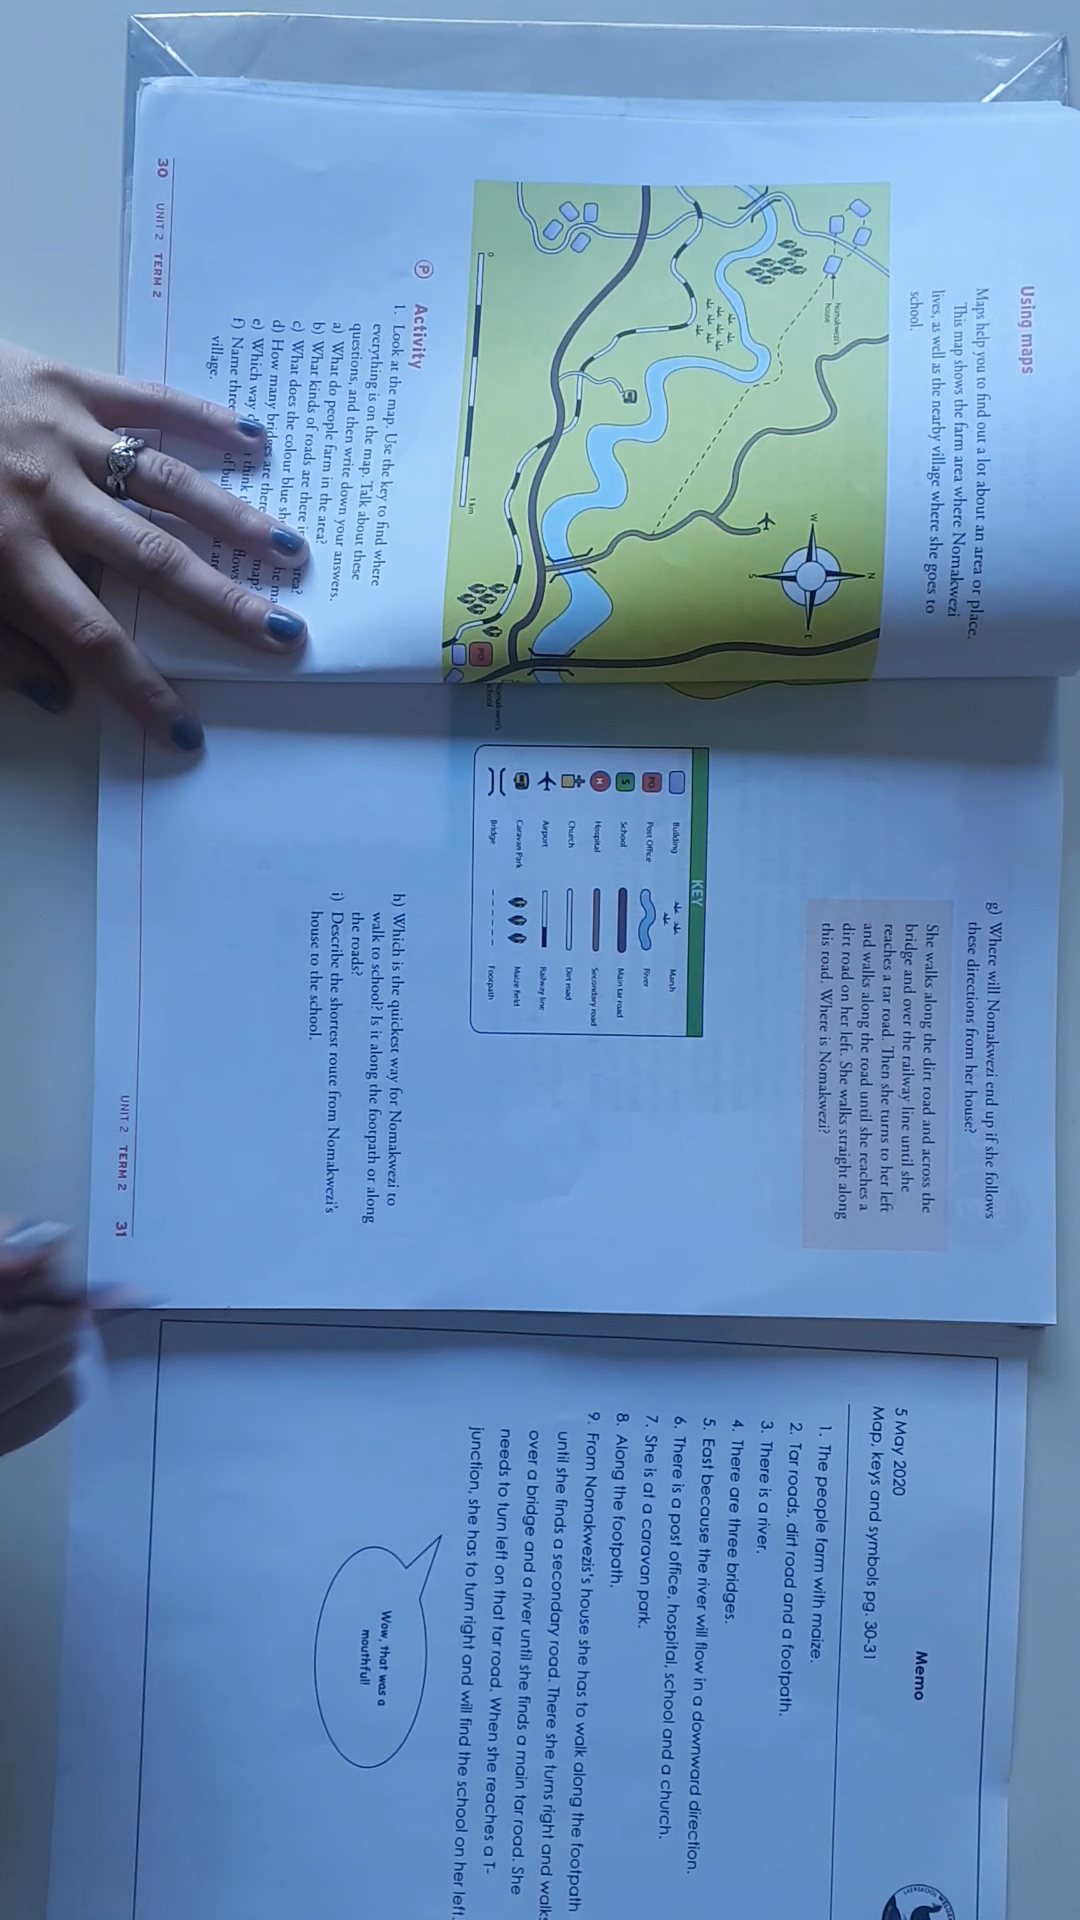 Using maps
Maps help you to find out a lot about an area or place.
This map shows the farm area where Nomakwezi
lives, as well as the nearby village where she goes to
school.
Nomakwezi's
house
N
W
E
S
0
1 km
PO
Nomakwezi's
school
P Activity
1. Look at the map. Use the key to find where
everything is on the map. Talk about these
questions, and then write down your answers.
a) What do people farm in the area?
b) What kinds of roads are there in area?
c) What does the colour blue
d) How many bridges are there map?
e) Which way think flows?
f) Name three of
village.
30 UNIT 2 TERM 2
g) Where will Nomakwezi end up if she follows
these directions from her house?
She walks along the dirt road and across the
bridge and over the railway line until she
reaches a tar road. Then she turns to her left
and walks along the road until she reaches a
dirt road on her left. She walks straight along
this road. Where is Nomakwezi?
KEY
Building
PO Post Office
S School
H Hospital
Church
Airport
Caravan Park
Bridge
Marsh
River
Main tar road
Secondary road
Dirt road
Railway line
Maize field
Footpath
h) Which is the quickest way for Nomakwezi to
walk to school? Is it along the footpath or along
the roads?
i) Describe the shortest route from Nomakwezi's
house to the school.
UNIT 2 TERM 2 31
Memo
5 May 2020
Map, keys and symbols pg. 30-31
1. The people farm with maize.
2. Tar roads, dirt road and a footpath.
3. There is a river.
4. There are three bridges.
5. East because the river will flow in a downward direction.
6. There is a post office, hospital, school and a church.
7. She is at a caravan park.
8. Along the footpath.
9. From Nomakwezis's house she has to walk along the footpath
until she finds a secondary road. There she turns right and walks
over a bridge and a river until she finds a main tar road. She
needs to turn left on that tar road. When she reaches a T-
junction, she has to turn right and will find the school on her left.
Wow, that was a
mouthful!